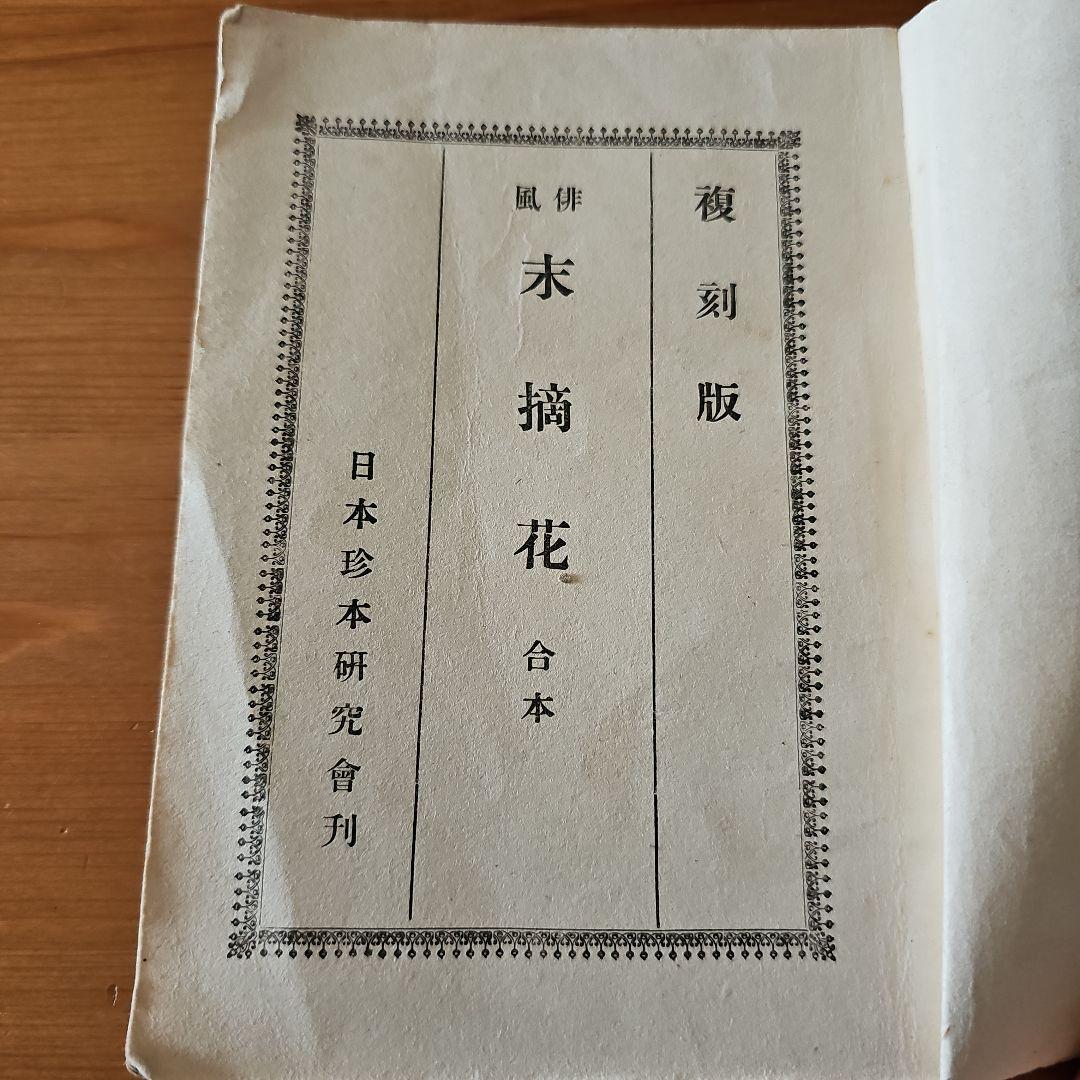 複刻版
俳風
末摘花 合本
日本珍本研究會刊